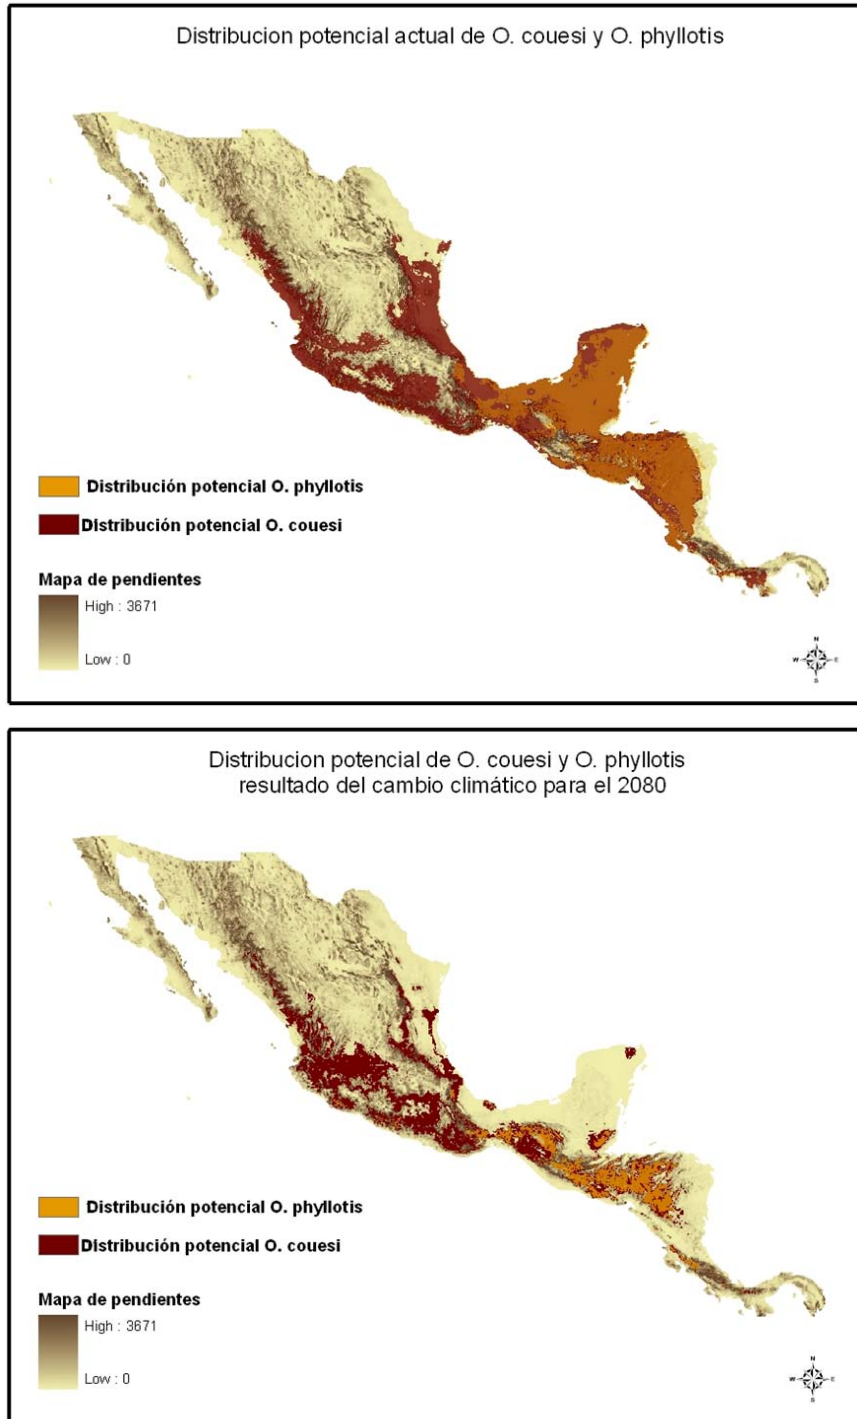 Distribucion potencial actual de O. couesi y O. phyllotis
Distribución potencial O. phyllotis
Distribución potencial O. couesi
Mapa de pendientes
High : 3671
Low : 0
N
W E
S
Distribucion potencial de O. couesi y O. phyllotis
resultado del cambio climático para el 2080
Distribución potencial O. phyllotis
Distribución potencial O. couesi
Mapa de pendientes
High : 3671
Low : 0
N
W E
S